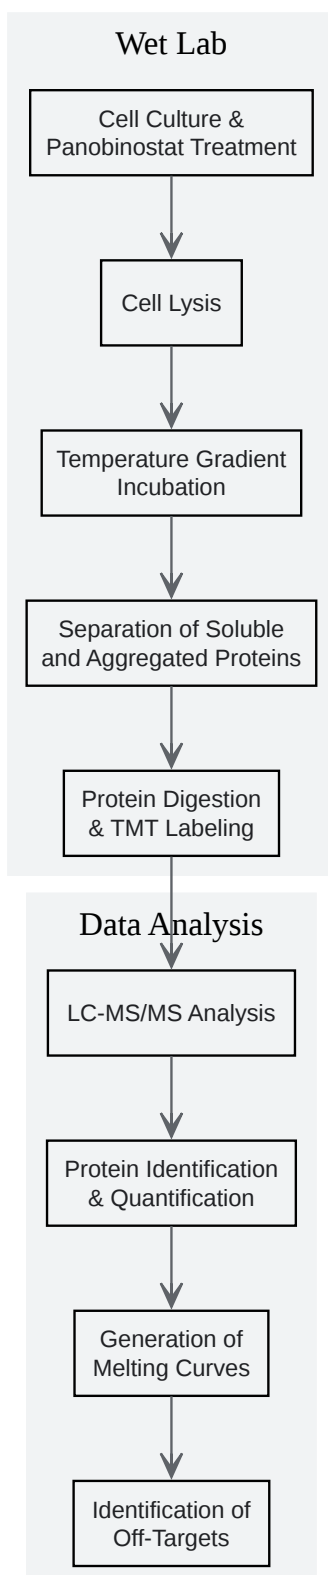 Wet Lab
Cell Culture &
Panobinostat Treatment
Cell Lysis
Temperature Gradient
Incubation
Separation of Soluble
and Aggregated Proteins
Protein Digestion
& TMT Labeling
Data Analysis
LC-MS/MS Analysis
Protein Identification
& Quantification
Generation of
Melting Curves
Identification of
Off-Targets